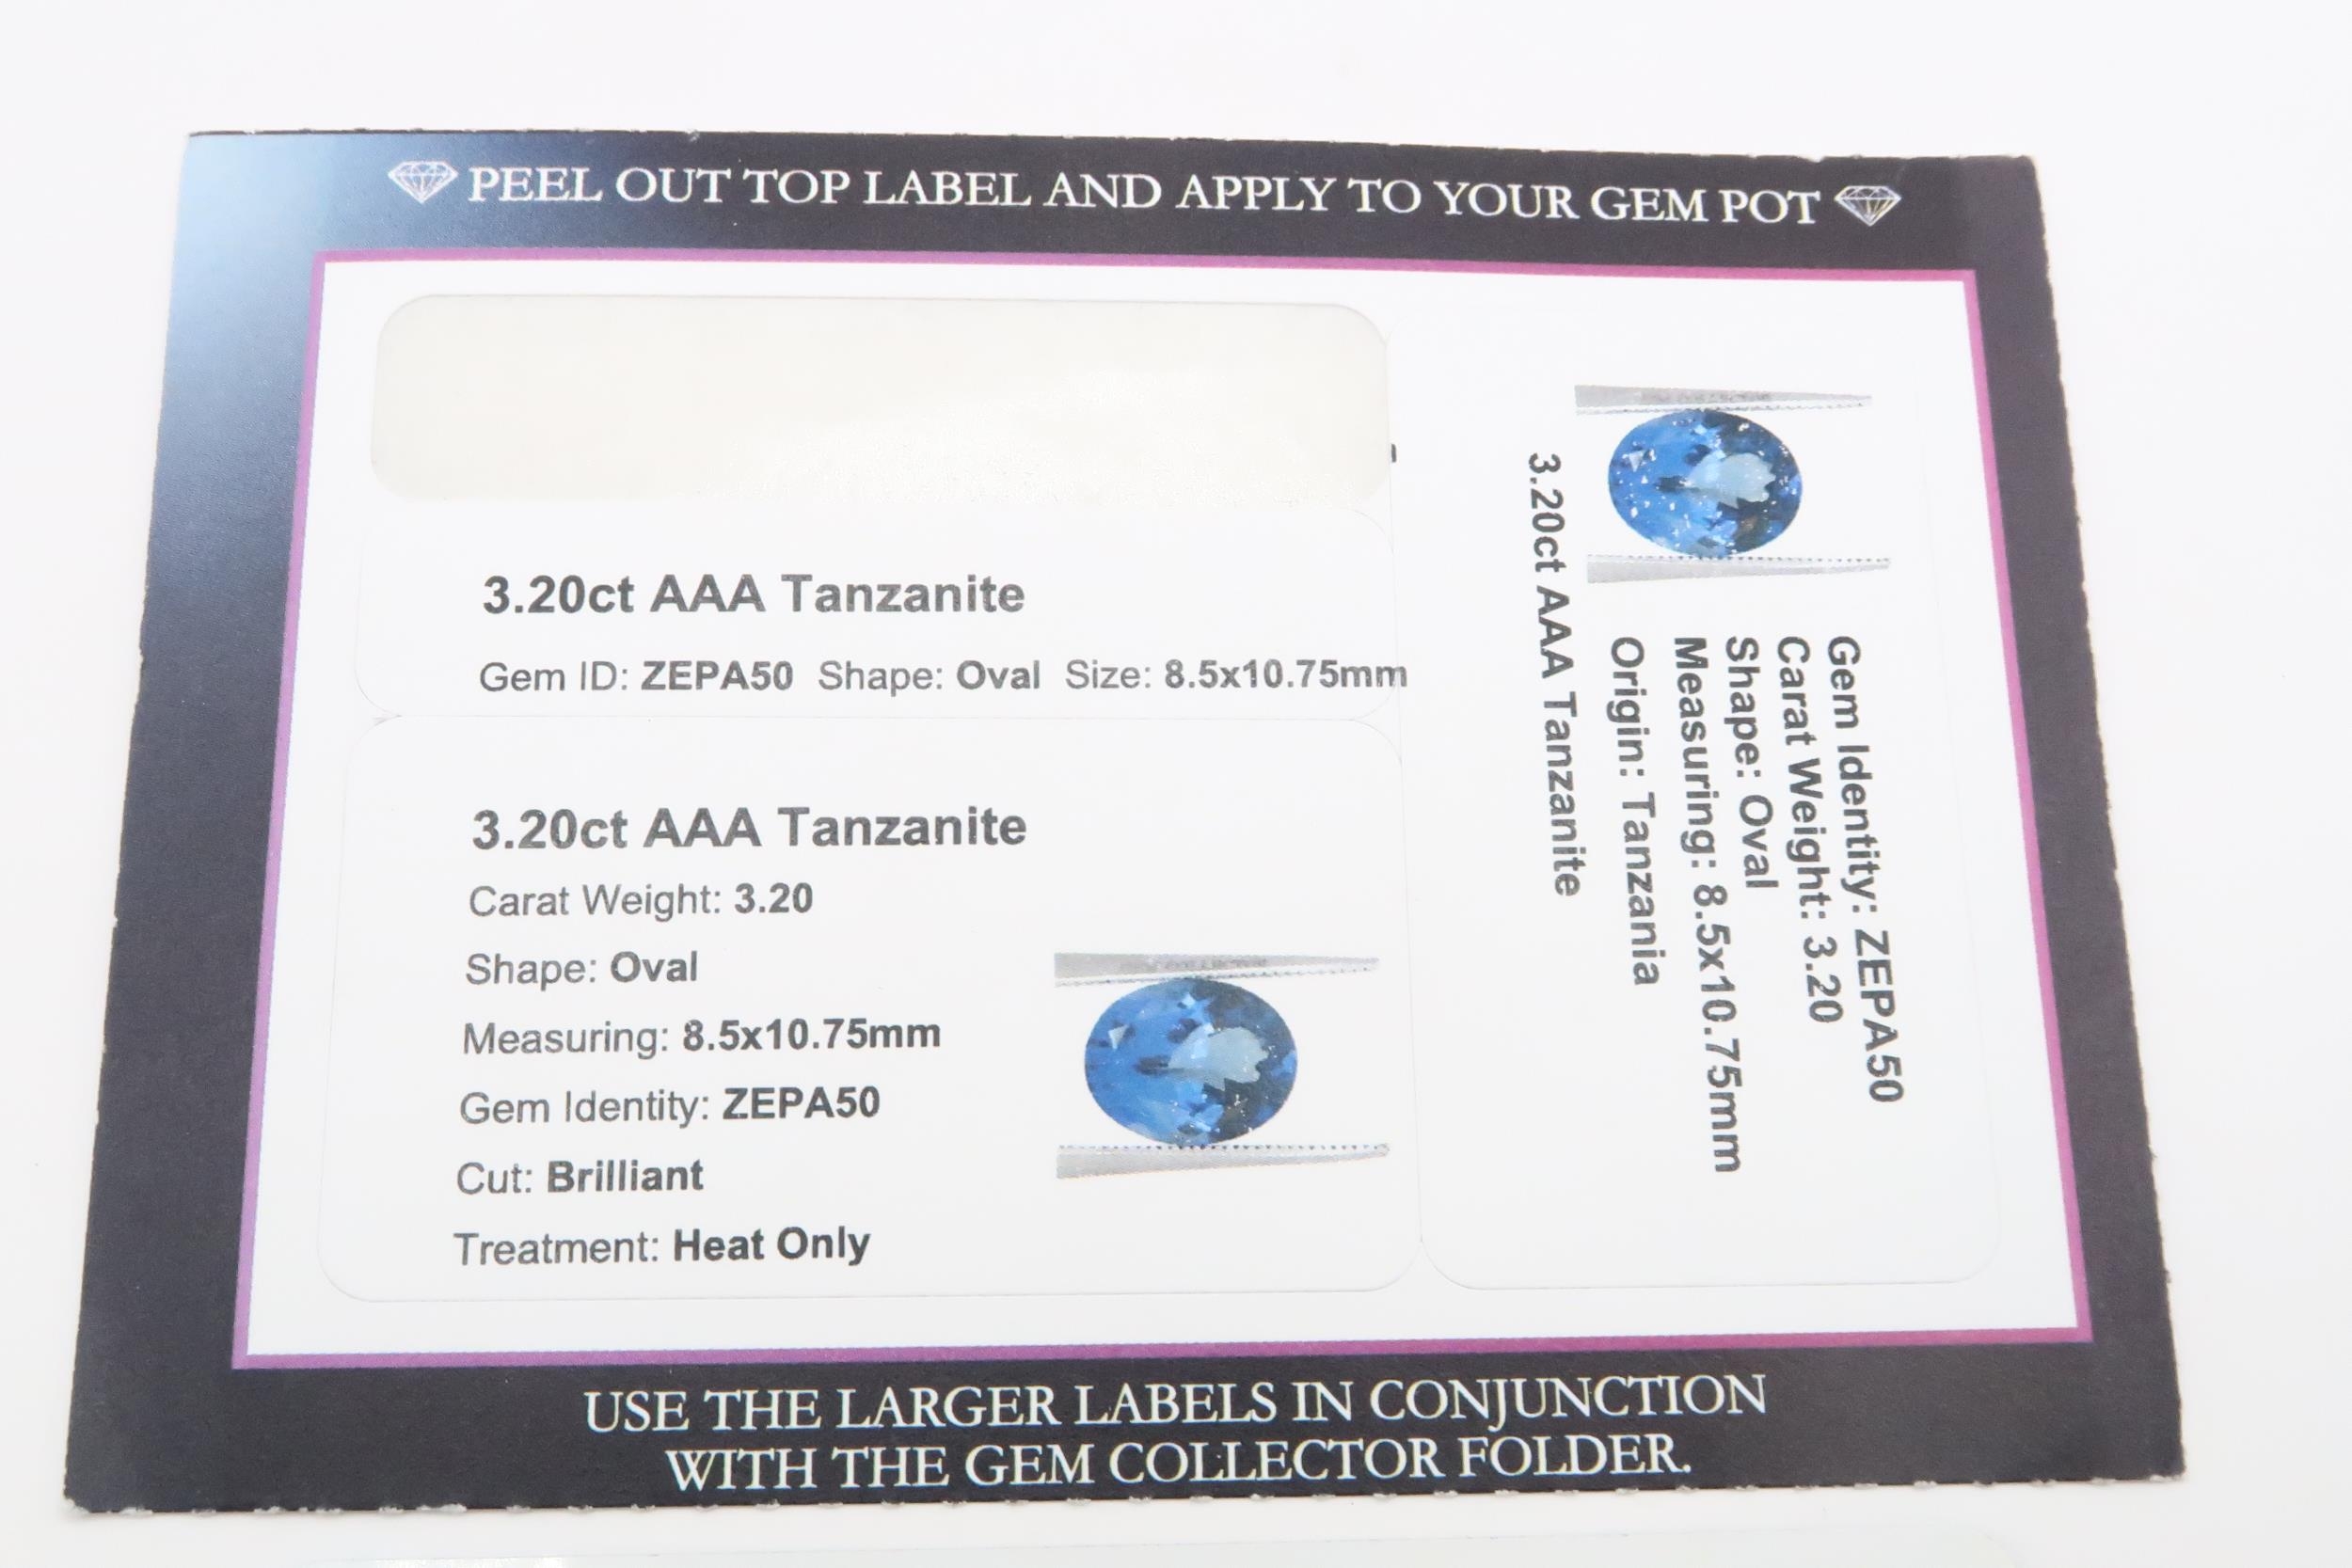 PEEL OUT TOP LABEL AND APPLY TO YOUR GEM POT
3.20ct AAA Tanzanite
Gem ID: ZEPA50 Shape: Oval Size: 8.5x10.75mm
3.20ct AAA Tanzanite
Carat Weight: 3.20
Shape: Oval
Measuring: 8.5x10.75mm
Gem Identity: ZEPA50
Cut: Brilliant
Treatment: Heat Only
Gem Identity: ZEPA50
Carat Weight: 3.20
Shape: Oval
Measuring: 8.5x10.75mm
Origin: Tanzania
3.20ct AAA Tanzanite
USE THE LARGER LABELS IN CONJUNCTION
WITH THE GEM COLLECTOR FOLDER.